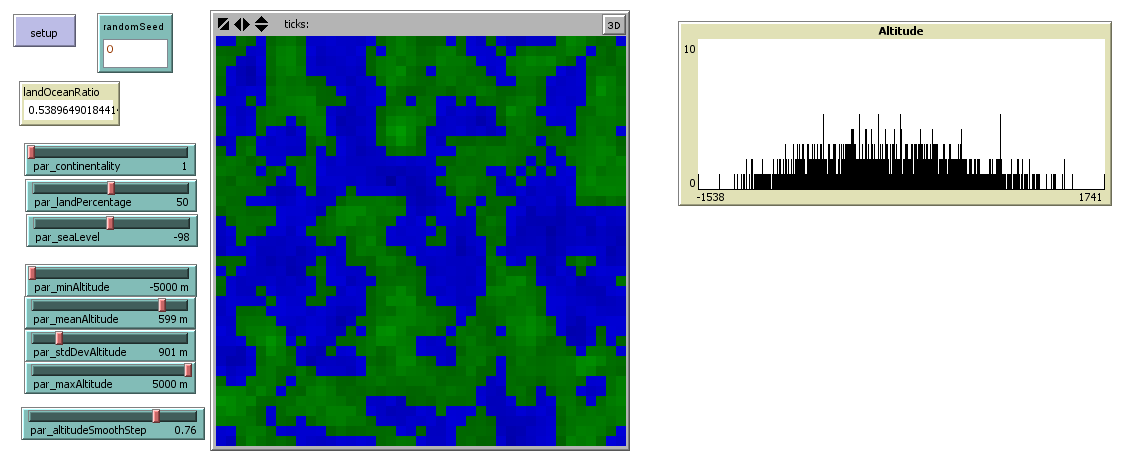 setup
randomSeed
0
landOceanRatio
0.5389649018441
par_continentality 1
par_landPercentage 50
par_seaLevel -98
par_minAltitude -5000 m
par_meanAltitude 599 m
par_stdDevAltitude 901 m
par_maxAltitude 5000 m
par_altitudeSmoothStep 0.76
ticks:
3D
Altitude
10
0
-1538 1741